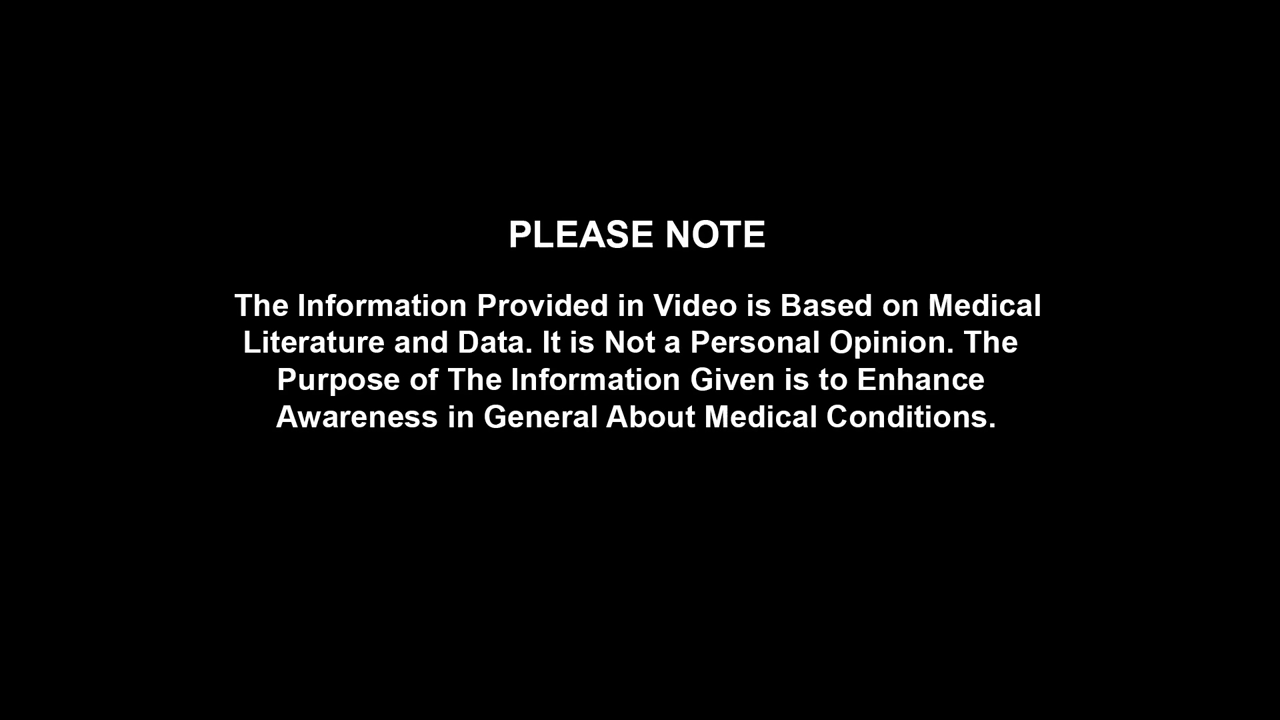 PLEASE NOTE
The Information Provided in Video is Based on Medical
Literature and Data. It is Not a Personal Opinion. The
Purpose of The Information Given is to Enhance
Awareness in General About Medical Conditions.